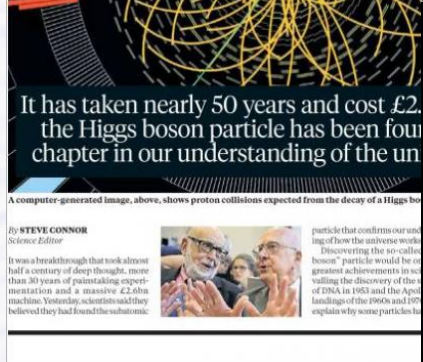 It has taken nearly 50 years and cost £2.
the Higgs boson particle has been fou
chapter in our understanding of the un
A computer-generated image, above, shows proton collisions expected from the decay of a Higgs bo
By STEVE CONNOR
Science Editor
It was a breakthrough that took almost
half a century of deep thought, more
than 30 years of painstaking experi-
mentation and a massive £2.6bn
machine. Yesterday, scientists said they
believed they had found the subatomic
particle that confirms our und
ing of how the universe works
Discovering the so-calle
boson" particle would be o
greatest achievements in sci
valling the discovery of the s
of DNA in 1953 and the Apol
landings of the 1960s and 197
explain why some particles ha